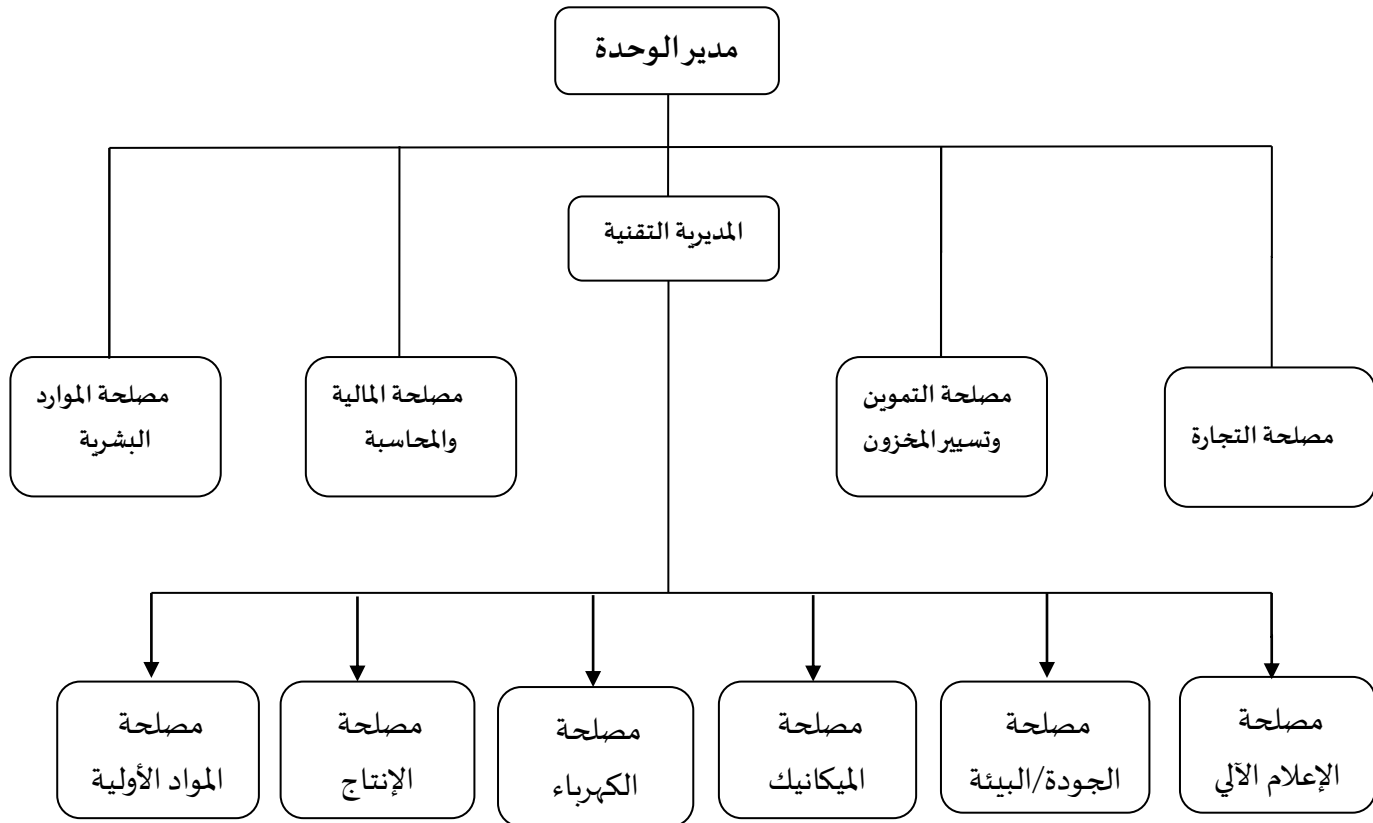 مدير الوحدة
المديرية التقنية
مصلحة التجارة
مصلحة التموين
وتسيير المخزون
مصلحة المالية
والمحاسبة
مصلحة الموارد
البشرية
مصلحة
الإعلام الآلي
مصلحة
الجودة/البيئة
مصلحة
الميكانيك
مصلحة
الكهرباء
مصلحة
الإنتاج
مصلحة
المواد الأولية